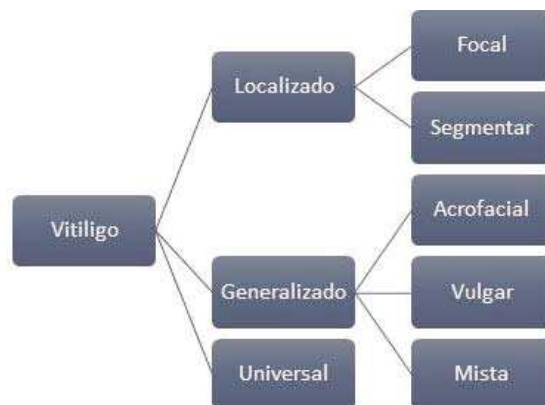 Vitiligo
Localizado
Focal
Segmentar
Generalizado
Acrofacial
Vulgar
Mista
Universal